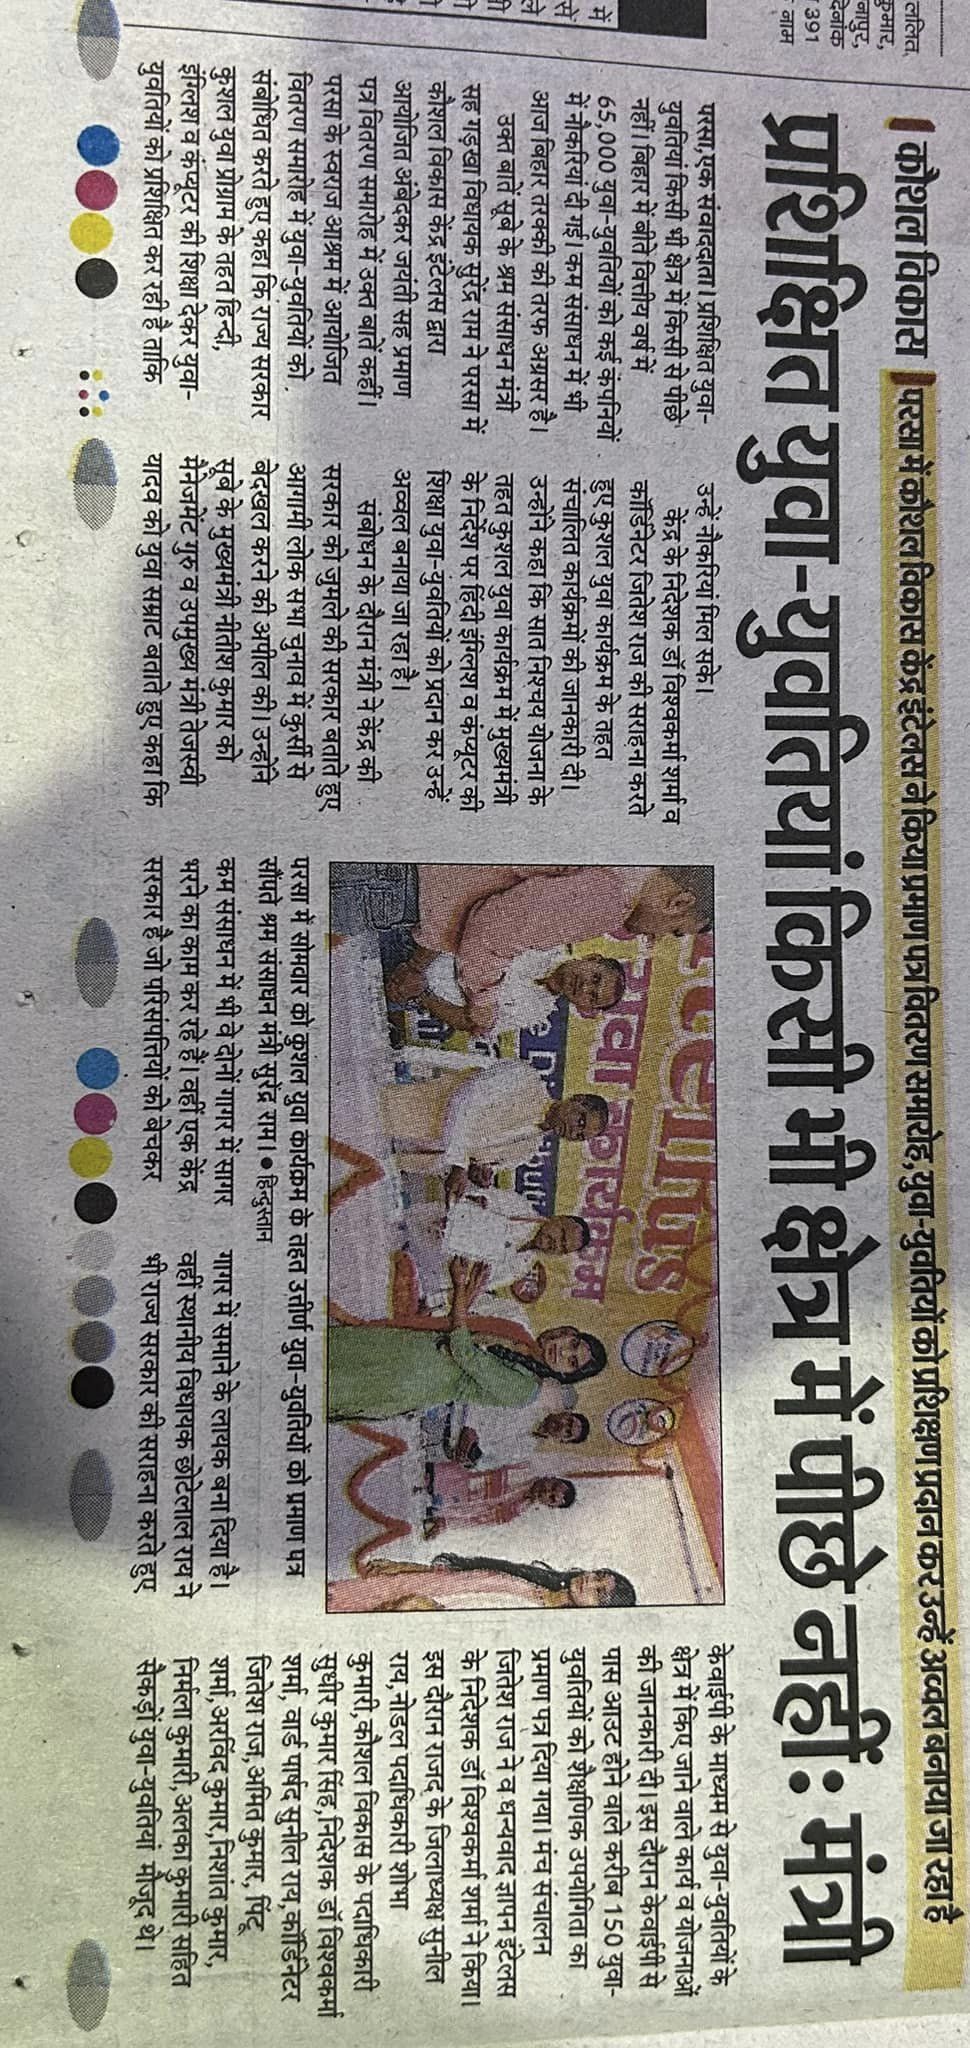 ललित,
कुमार,
नापुर,
दिनांक
391
नाम
में
से
ले
कौशल विकास
परसा में कौशल विकास केंद्र इंटेलस ने किया प्रमाण पत्र वितरण समारोह,युवा-युवतियों को प्रशिक्षण प्रदान कर उन्हें अव्वल बनाया जा रहा है
प्रशिक्षित युवा-युवतियां किसी भी क्षेत्र में पीछे नहीं: मंत्री
परसा,एक संवाददाता। प्रशिक्षित युवा-
युवतियां किसी भी क्षेत्र में किसी से पीछे
नहीं। बिहार में बीते वित्तीय वर्ष में
65,000 युवा-युवतियों को कई कंपनियों
में नौकरियां दी गई। कम संसाधन में भी
आज बिहार तरक्की की तरफ अग्रसर है।
उक्त बातें सूबे के श्रम संसाधन मंत्री
सह गड़खा विधायक सुरेंद्र राम ने परसा में
कौशल विकास केंद्र इंटेलस द्वारा
आयोजित अंबेदकर जयंती सह प्रमाण
पत्र वितरण समारोह में उक्त बातें कहीं।
परसा के स्वराज आश्रम में आयोजित
वितरण समारोह में युवा-युवतियों को
संबोधित करते हुए कहा कि राज्य सरकार
कुशल युवा प्रोग्राम के तहत हिन्दी,
इंग्लिश व कंप्यूटर की शिक्षा देकर युवा-
युवतियों को प्रशिक्षित कर रही है ताकि
उन्हें नौकरियां मिल सके।
केंद्र के निदेशक डॉ विश्वकर्मा शर्मा व
कॉर्डिनेटर जितेश राज की सराहना करते
हुए कुशल युवा कार्यक्रम के तहत
संचालित कार्यक्रमों की जानकारी दी।
उन्होंने कहा कि सात निश्चय योजना के
तहत कुशल युवा कार्यक्रम में मुख्यमंत्री
के निर्देश पर हिंदी इंग्लिश व कंप्यूटर की
शिक्षा युवा-युवतियों को प्रदान कर उन्हें
अव्वल बनाया जा रहा है।
संबोधन के दौरान मंत्री ने केंद्र की
सरकार को जुमले की सरकार बताते हुए
आगामी लोक सभा चुनाव में कुर्सी से
बेदखल करने की अपील की। उन्होंने
सूबे के मुख्यमंत्री नीतीश कुमार को
मैनेजमेंट गुरु व उपमुख्य मंत्री तेजस्वी
यादव को युवा सम्राट बताते हुए कहा कि
tellus
युवा कार्यक्रम
परसा में सोमवार को कुशल युवा कार्यक्रम के तहत उत्तीर्ण युवा-युवतियों को प्रमाण पत्र
सौंपते श्रम संसाधन मंत्री सुरेंद्र राम। ● हिन्दुस्तान
कम संसाधन में भी वे दोनों गागर में सागर
भरने का काम कर रहे हैं। वहीं एक केंद्र
सरकार है जो परिसंपत्तियों को बेचकर
गागर में समाने के लायक बना दिया है।
वहीं स्थानीय विधायक छोटेलाल राय ने
भी राज्य सरकार की सराहना करते हुए
केवाईपी के माध्यम से युवा-युवतियों के
क्षेत्र में किए जाने वाले कार्य व योजनाओं
की जानकारी दी। इस दौरान केवाईपी से
पास आउट होने वाले करीब 150 युवा-
युवतियों को शैक्षणिक उपयोगिता का
प्रमाण पत्र दिया गया। मंच संचालन
जितेश राज ने व धन्यवाद ज्ञापन इंटेलस
के निदेशक डॉ विश्वकर्मा शर्मा ने किया।
इस दौरान राजद के जिलाध्यक्ष सुनील
राय,नोडल पदाधिकारी शोभा
कुमारी,कौशल विकास के पदाधिकारी
सुधीर कुमार सिंह,निदेशक डॉ विश्वकर्मा
शर्मा, वार्ड पार्षद सुनील राय,कॉर्डिनेटर
जितेश राज,अमित कुमार, पिंटू
शर्मा,अरविंद कुमार,निशांत कुमार,
निर्मला कुमारी,अलका कुमारी सहित
सैकड़ों युवा-युवतियां मौजूद थे।